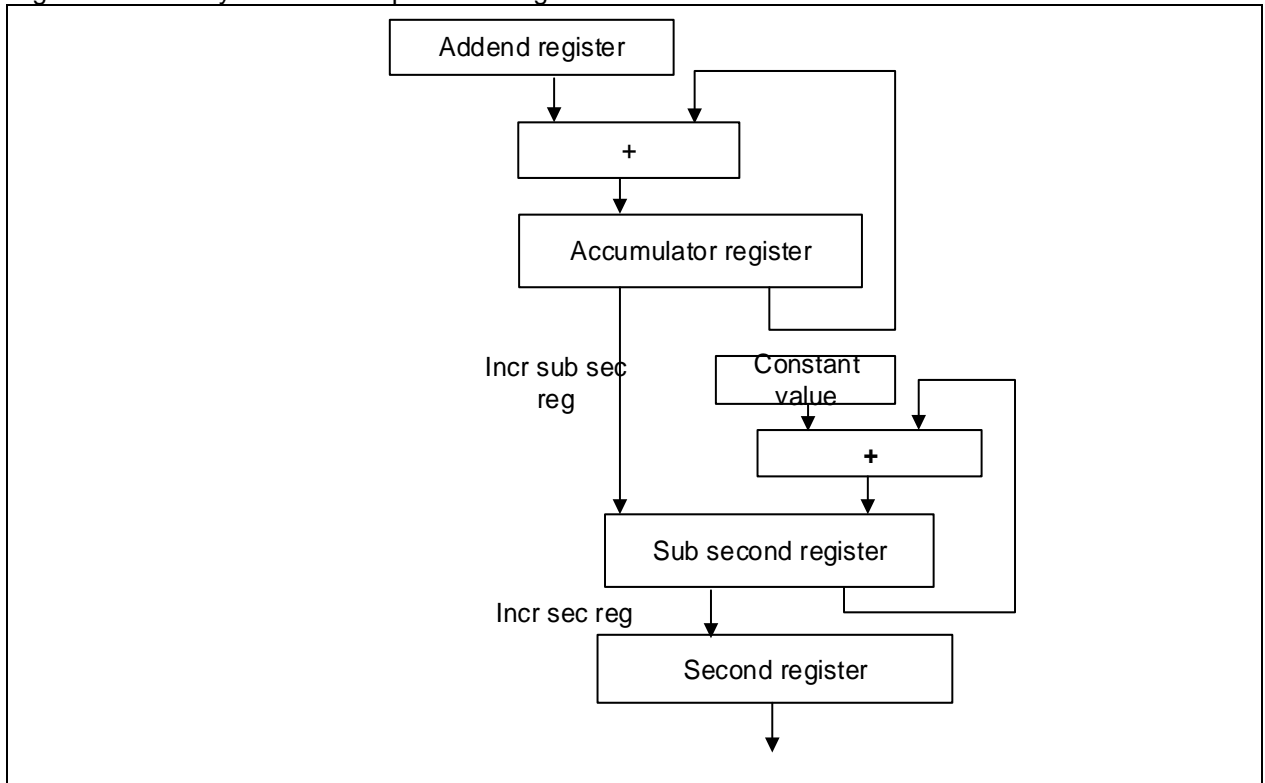 Addend register
+
Accumulator register
Incr sub sec
reg
Constant
value
+
Sub second register
Incr sec reg
Second register